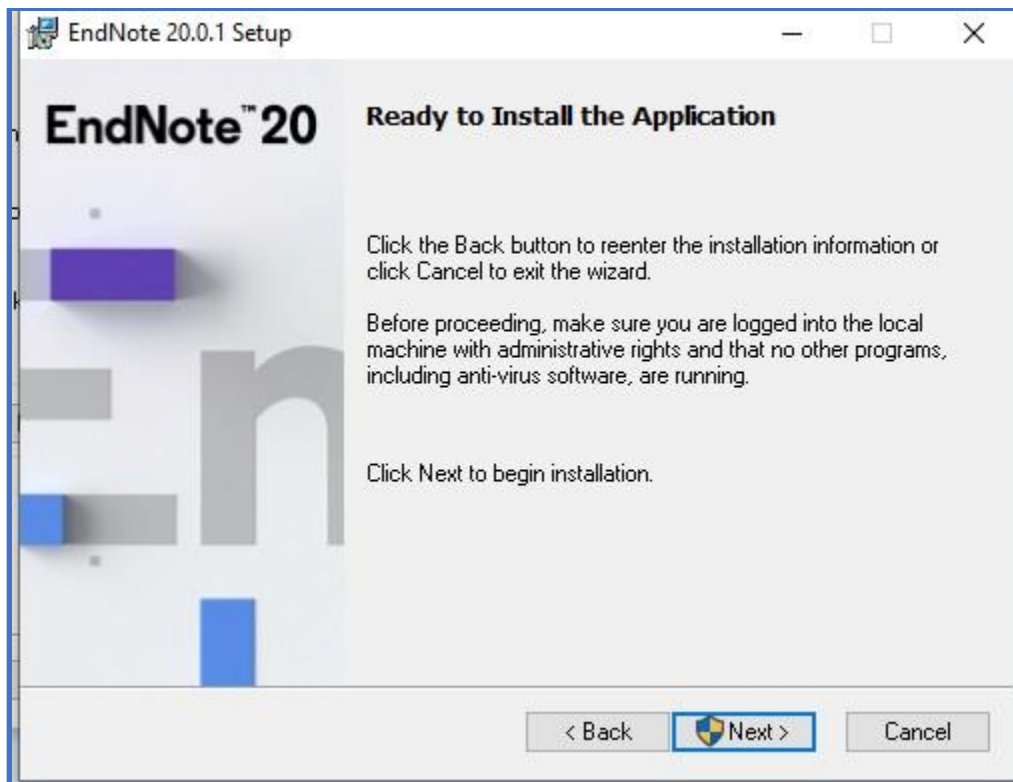 EndNote 20.0.1 Setup
EndNote™20
Ready to Install the Application
Click the Back button to reenter the installation information or
click Cancel to exit the wizard.
Before proceeding, make sure you are logged into the local
machine with administrative rights and that no other programs,
including anti-virus software, are running.
Click Next to begin installation.
< Back
Next >
Cancel